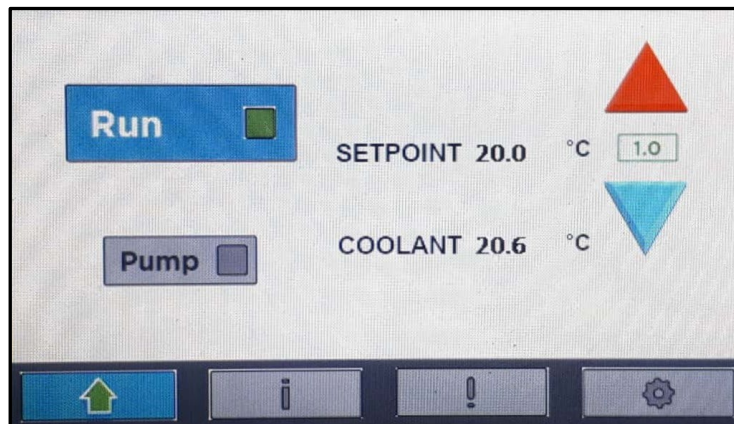 Run
SETPOINT 20.0 °C 1.0
COOLANT 20.6 °C
Pump
i
!